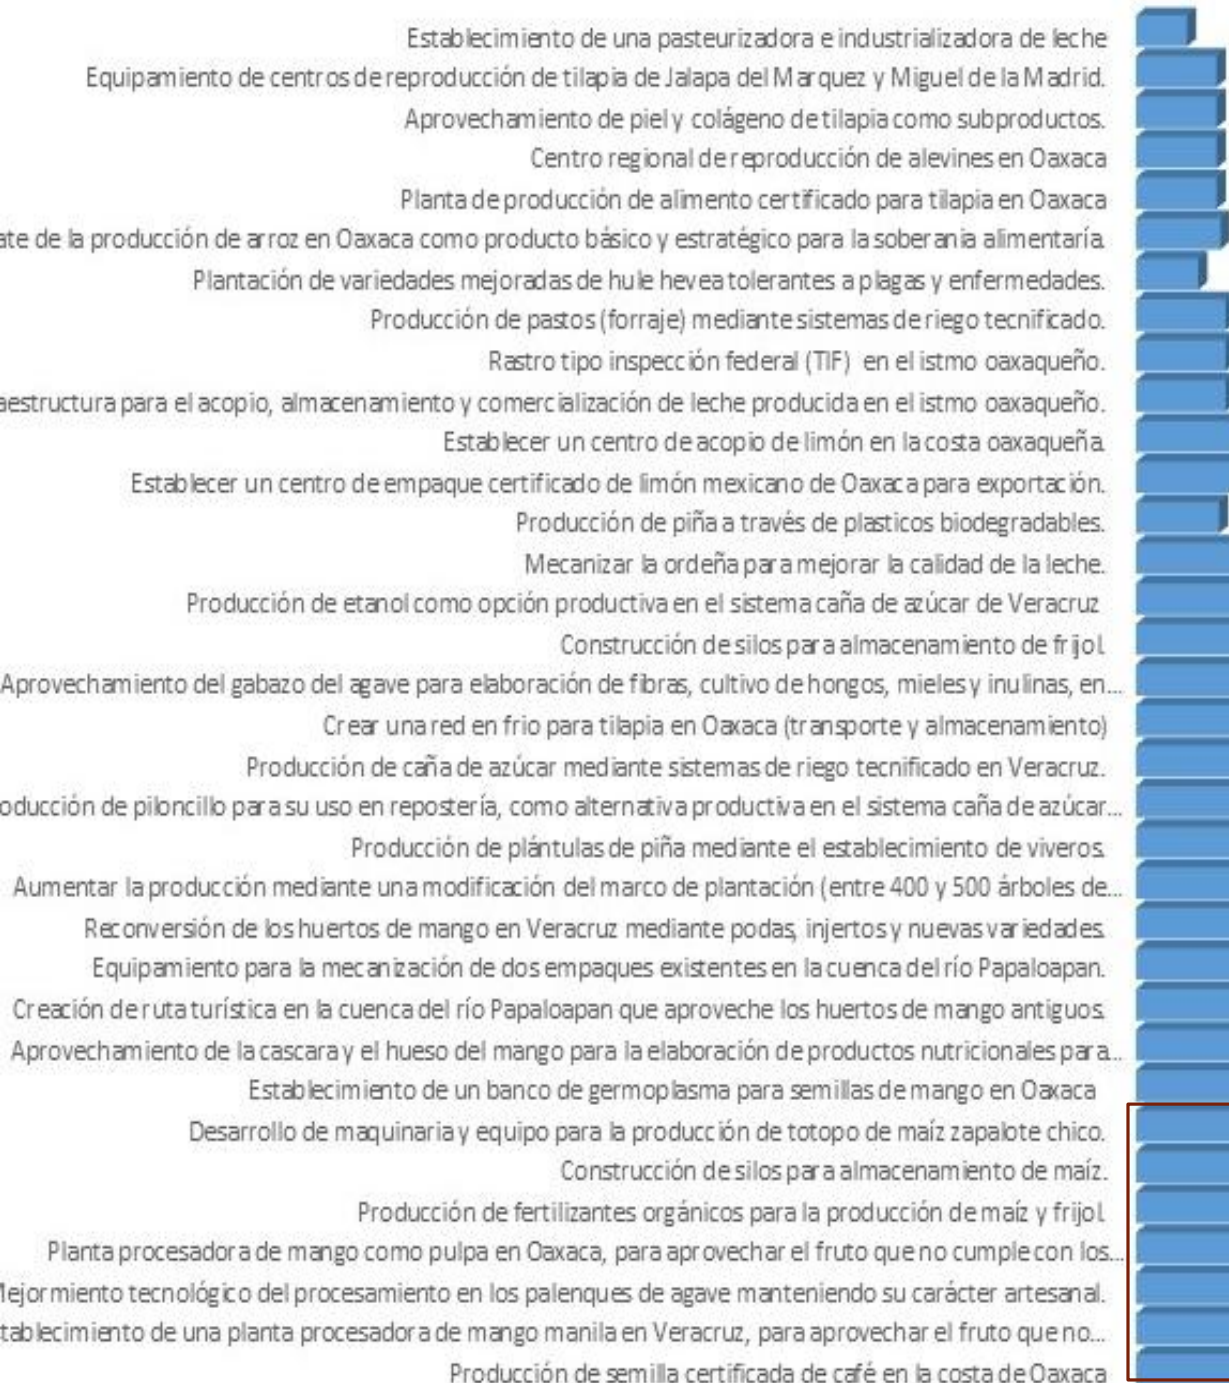 Establecimiento de una pasteurizadora e industrializadora de leche
Equipamiento de centros de reproducción de tilapia de Jalapa del Marquez y Miguel de la Madrid.
Aprovechamiento de piel y colágeno de tilapia como subproductos.
Centro regional de reproducción de alevines en Oaxaca
Planta de producción de alimento certificado para tilapia en Oaxaca
de la producción de arroz en Oaxaca como producto básico y estratégico para la soberania alimentaría.
Plantación de variedades mejoradas de hule hevea tolerantes a plagas y enfermedades.
Producción de pastos (forraje) mediante sistemas de riego tecnificado.
Rastro tipo inspección federal (TIF) en el istmo oaxaqueño.
aestructura para el acopio, almacenamiento y comercialización de leche producida en el istmo oaxaqueño.
Establecer un centro de acopio de limón en la costa oaxaqueña.
Establecer un centro de empaque certificado de limón mexicano de Oaxaca para exportación.
Producción de piña a través de plasticos biodegradables.
Mecanizar la ordeña para mejorar la calidad de la leche.
Producción de etanol como opción productiva en el sistema caña de azúcar de Veracruz
Construcción de silos para almacenamiento de frijol.
Aprovechamiento del gabazo del agave para elaboración de fibras, cultivo de hongos, mieles y inulinas, en...
Crear una red en frio para tilapia en Oaxaca (transporte y almacenamiento)
Producción de caña de azúcar mediante sistemas de riego tecnificado en Veracruz.
oducción de piloncillo para su uso en repostería, como alternativa productiva en el sistema caña de azúcar...
Producción de plántulas de piña mediante el establecimiento de viveros.
Aumentar la producción mediante una modificación del marco de plantación (entre 400 y 500 árboles de...
Reconversión de los huertos de mango en Veracruz mediante podas, injertos y nuevas variedades.
Equipamiento para la mecanización de dos empaques existentes en la cuenca del río Papaloapan.
Creación de ruta turística en la cuenca del río Papaloapan que aproveche los huertos de mango antiguos.
Aprovechamiento de la cascara y el hueso del mango para la elaboración de productos nutricionales para...
Establecimiento de un banco de germoplasma para semillas de mango en Oaxaca
Desarrollo de maquinaria y equipo para la producción de totopo de maíz zapalote chico.
Construcción de silos para almacenamiento de maíz.
Producción de fertilizantes orgánicos para la producción de maíz y frijol.
Planta procesadora de mango como pulpa en Oaxaca, para aprovechar el fruto que no cumple con los...
Mejormiento tecnológico del procesamiento en los palenques de agave manteniendo su carácter artesanal.
tablecimiento de una planta procesadora de mango manila en Veracruz, para aprovechar el fruto que no...
Producción de semilla certificada de café en la costa de Oaxaca